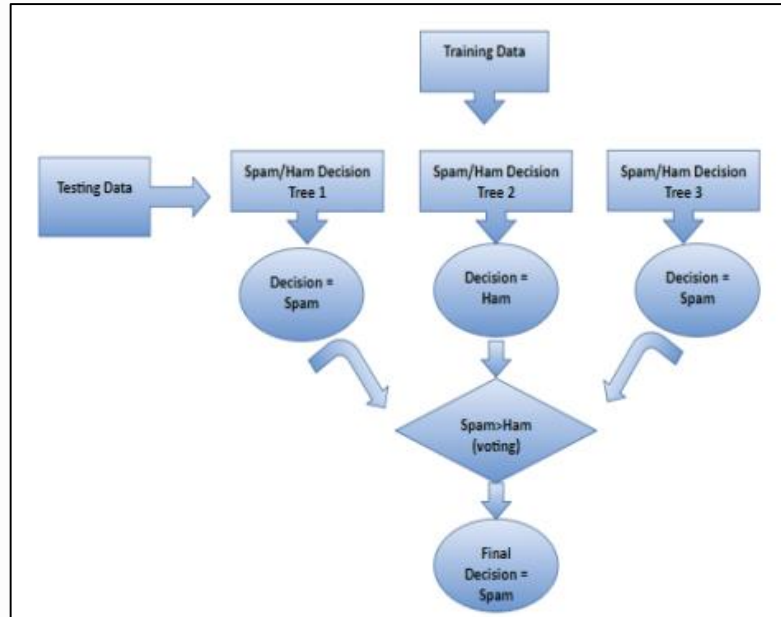 Training Data
Testing Data
Spam/Ham Decision
Tree 1
Spam/Ham Decision
Tree 2
Spam/Ham Decision
Tree 3
Decision =
Spam
Decision =
Ham
Decision =
Spam
Spam>Ham
(voting)
Final
Decision =
Spam